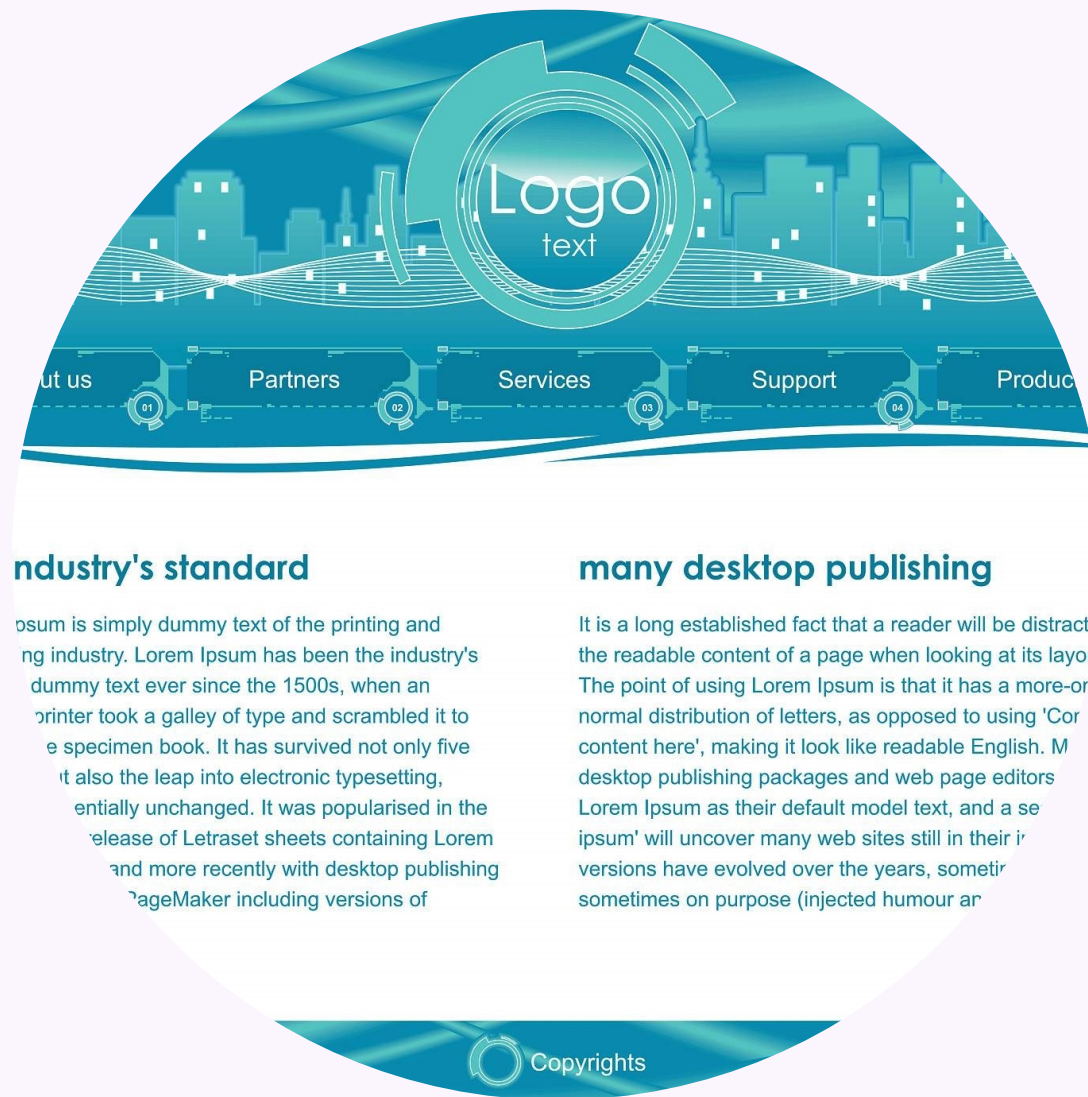 Logo
text
ut us
Partners
Services
Support
Produc
01
02
03
04
ndustry's standard
psum is simply dummy text of the printing and
ng industry. Lorem Ipsum has been the industry's
dummy text ever since the 1500s, when an
printer took a galley of type and scrambled it to
e specimen book. It has survived not only five
ut also the leap into electronic typesetting,
entially unchanged. It was popularised in the
release of Letraset sheets containing Lorem
and more recently with desktop publishing
PageMaker including versions of
many desktop publishing
It is a long established fact that a reader will be distract
the readable content of a page when looking at its layo
The point of using Lorem Ipsum is that it has a more-or
normal distribution of letters, as opposed to using 'Con
content here', making it look like readable English. M
desktop publishing packages and web page editors
Lorem Ipsum as their default model text, and a se
ipsum' will uncover many web sites still in their
versions have evolved over the years, someti
sometimes on purpose (injected humour an
Copyrights